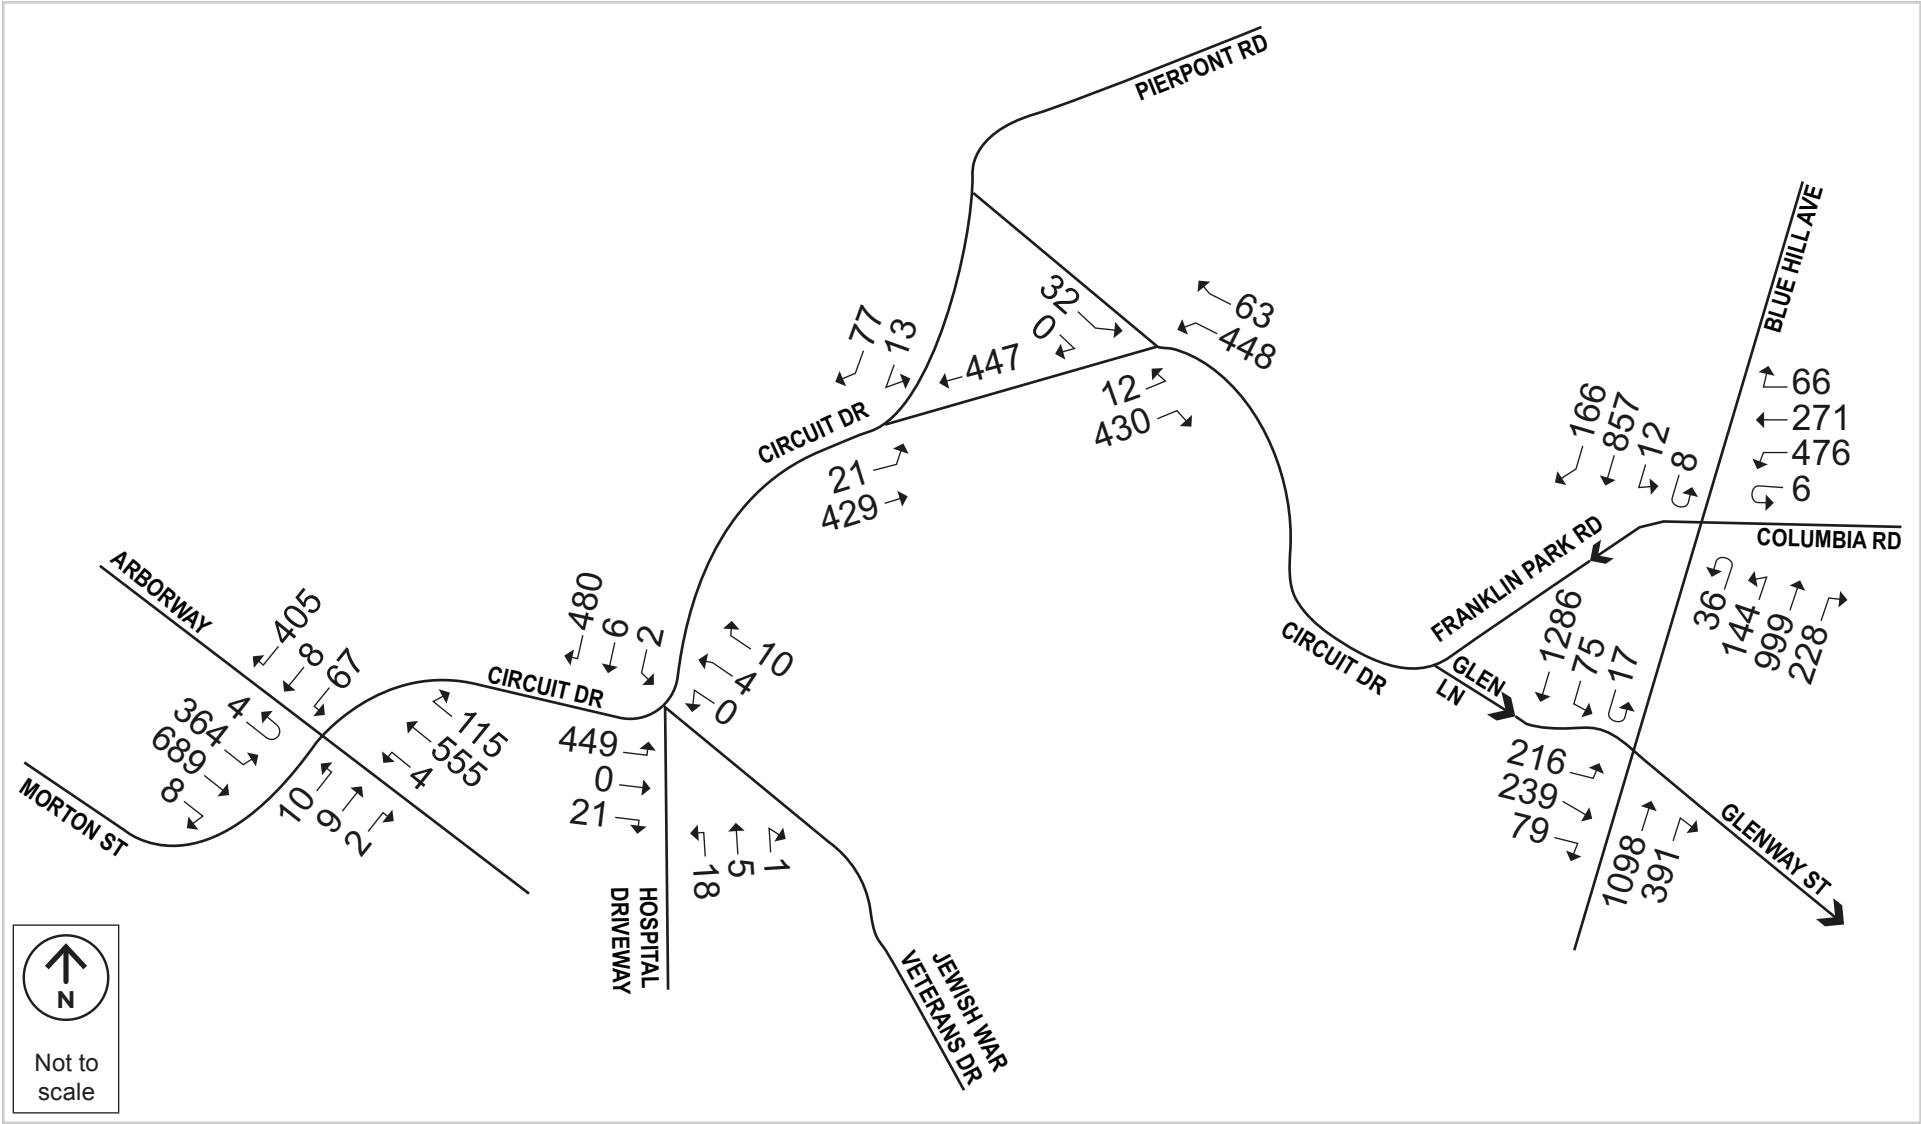 PIERPONT RD
BLUE HILL AVE
32
0
63
448
77
13
447
12
430
CIRCUIT DR
21
429
66
271
476
6
166
857
12
8
COLUMBIA RD
FRANKLIN PARK RD
36
144
999
228
ARBORWAY
405
8
67
480
6
2
10
4
0
CIRCUIT DR
CIRCUIT DR
GLEN
LN
1286
75
17
4
364
689
8
115
555
4
449
0
21
216
239
79
MORTON ST
10
9
2
18
5
1
1098
391
GLENWAY ST
HOSPITAL
DRIVEWAY
JEWISH WAR
VETERANS DR
N
Not to
scale